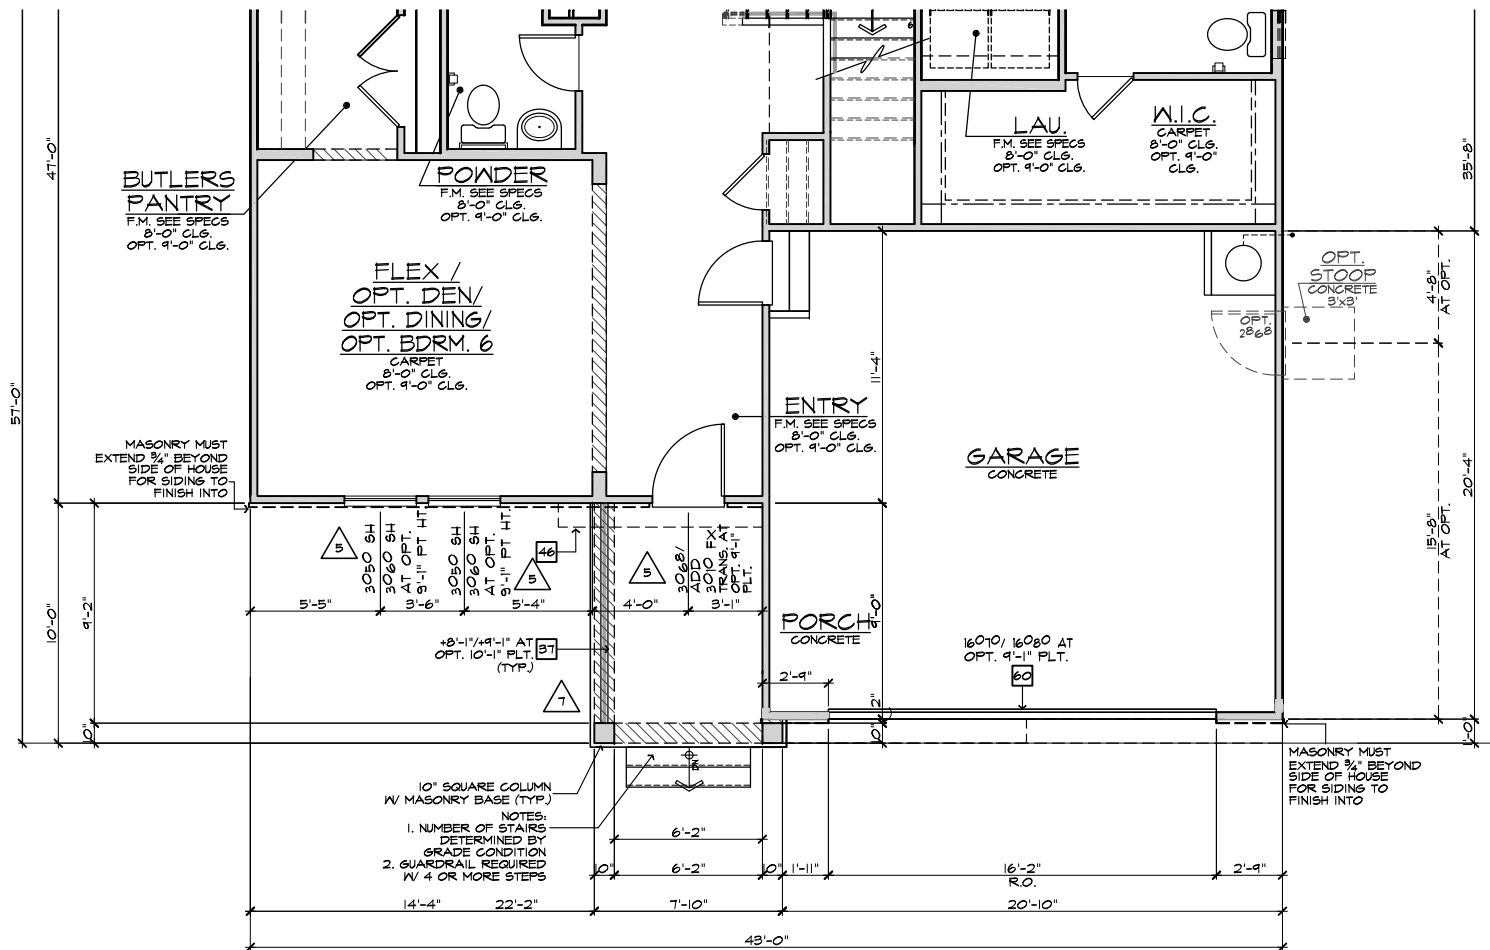 BUTLERS
PANTRY
F.M. SEE SPECS
8'-0" CLG.
OPT. 9'-0" CLG.
POWDER
F.M. SEE SPECS
8'-0" CLG.
OPT. 9'-0" CLG.
LAU.
F.M. SEE SPECS
8'-0" CLG.
OPT. 9'-0" CLG.
W.I.C.
CARPET
8'-0" CLG.
OPT. 9'-0"
CLG.
FLEX /
OPT. DEN/
OPT. DINING/
OPT. BDRM. 6
CARPET
8'-0" CLG.
OPT. 9'-0" CLG.
OPT.
STOOP
CONCRETE
3'x3'
OPT.
2868
ENTRY
F.M. SEE SPECS
8'-0" CLG.
OPT. 9'-0" CLG.
GARAGE
CONCRETE
MASONRY MUST
EXTEND 3/4" BEYOND
SIDE OF HOUSE
FOR SIDING TO
FINISH INTO
47'-0"
57'-0"
10'-0"
9'-2"
10"
35'-8"
4'-8"
AT OPT.
20'-4"
15'-8"
AT OPT.
1'-0"
11'-4"
9'-0"
2"
10"
5
3050 SH
3060 SH
AT OPT.
9'-1" PT HT.
3050 SH
3060 SH
AT OPT.
9'-1" PT HT.
46
5
5
3068/
ADD
3010 FX
TRANS. AT
OPT. 9'-1"
PLT.
5'-5"
3'-6"
5'-4"
4'-0"
3'-1"
PORCH
CONCRETE
+8'-1"/+9'-1" AT
OPT. 10'-1" PLT.
(TYP.)
37
7
16070/ 16080 AT
OPT. 9'-1" PLT.
60
2'-9"
DN
10" SQUARE COLUMN
W/ MASONRY BASE (TYP.)
NOTES:
1. NUMBER OF STAIRS
DETERMINED BY
GRADE CONDITION
2. GUARDRAIL REQUIRED
W/ 4 OR MORE STEPS
MASONRY MUST
EXTEND 3/4" BEYOND
SIDE OF HOUSE
FOR SIDING TO
FINISH INTO
6'-2"
10"
6'-2"
10"
1'-11"
16'-2"
R.O.
2'-9"
14'-4"
22'-2"
7'-10"
20'-10"
43'-0"